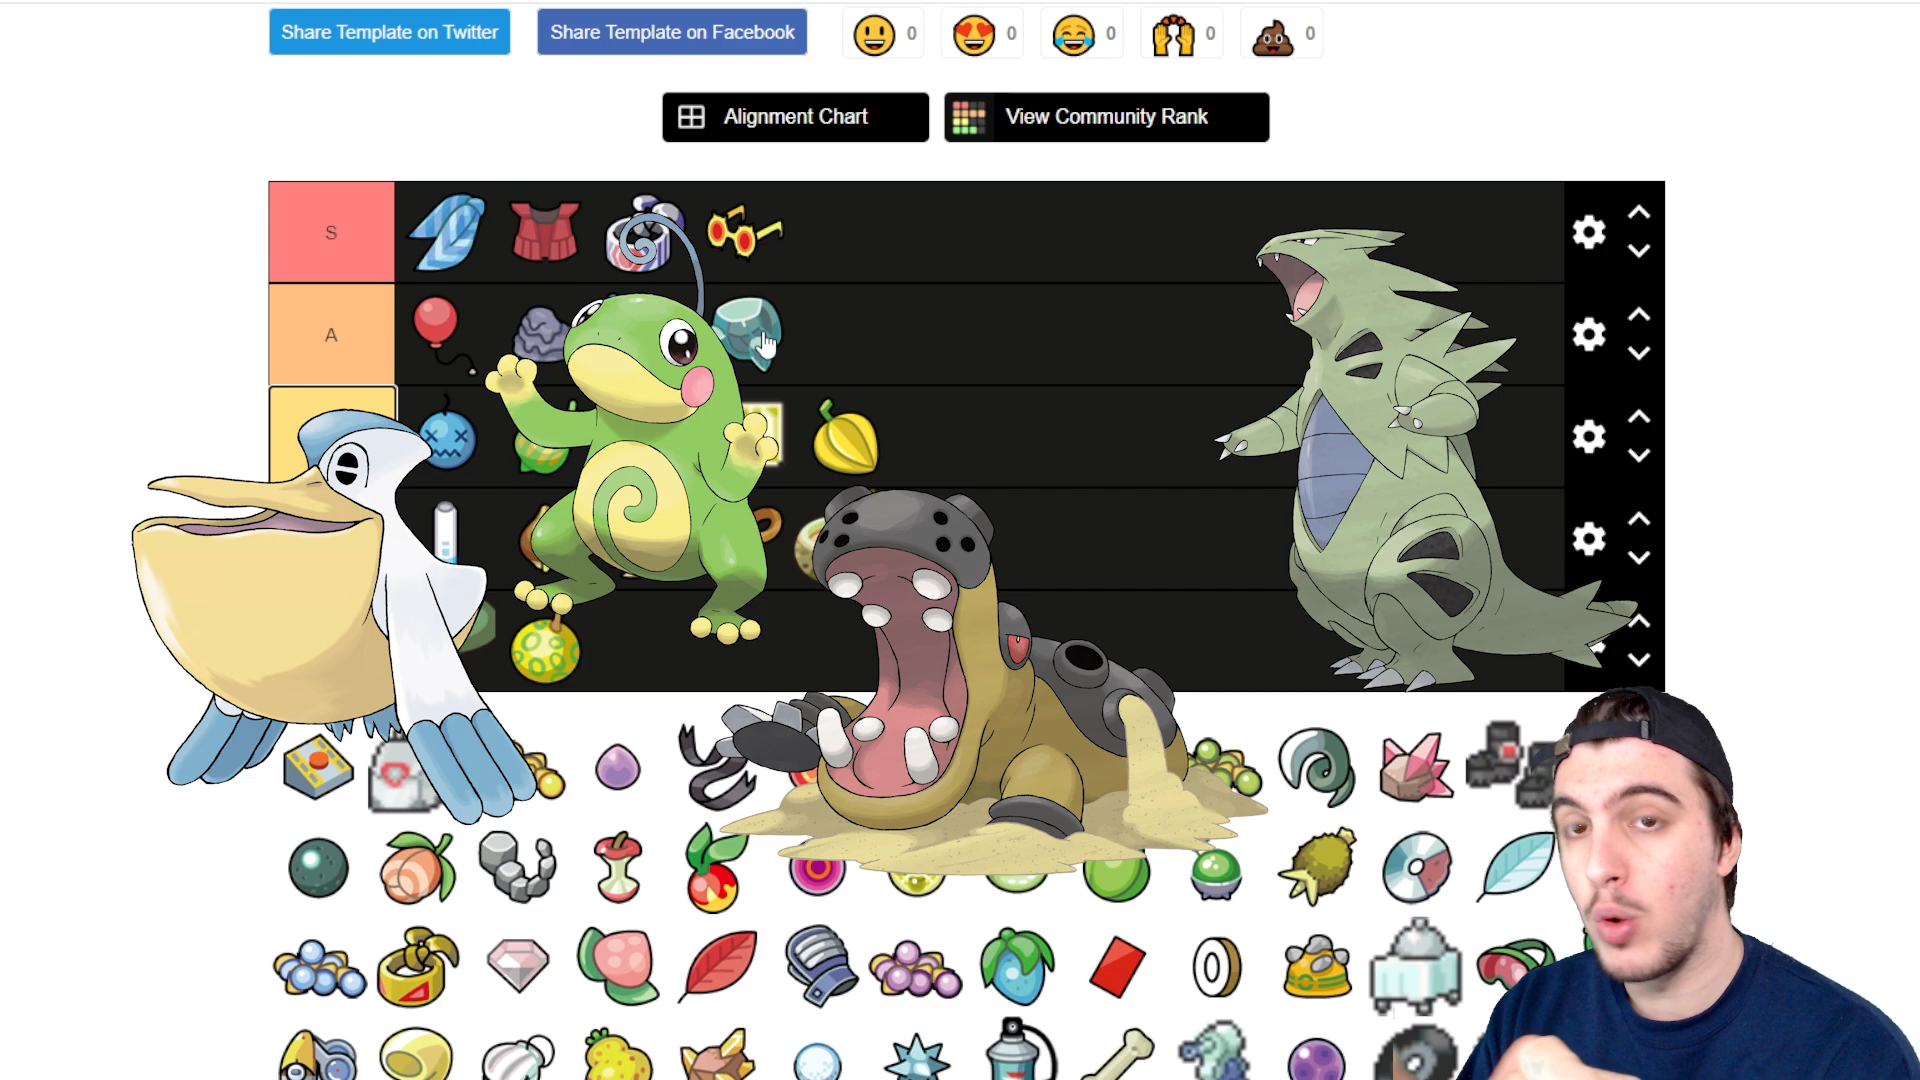 Share Template on Twitter
Share Template on Facebook
0
0
0
0
0
Alignment Chart
View Community Rank
S
A